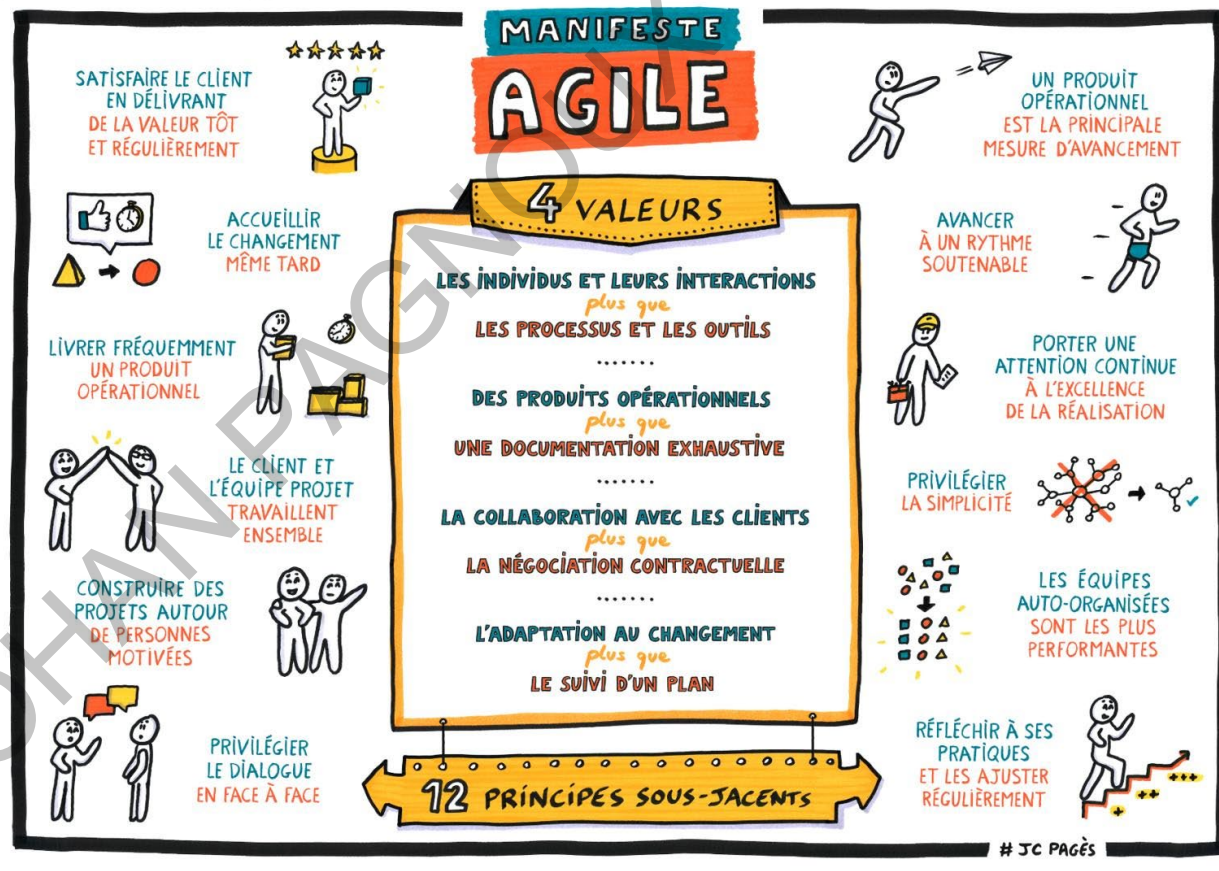 MANIFESTE
AGILE
4 VALEURS
LES INDIVIDUS ET LEURS INTERACTIONS
plus que
LES PROCESSUS ET LES OUTILS
.......
DES PRODUITS OPÉRATIONNELS
plus que
UNE DOCUMENTATION EXHAUSTIVE
.......
LA COLLABORATION AVEC LES CLIENTS
plus que
LA NÉGOCIATION CONTRACTUELLE
.......
L'ADAPTATION AU CHANGEMENT
plus que
LE SUIVI D'UN PLAN
12 PRINCIPES SOUS-JACENTS
SATISFAIRE LE CLIENT
EN DÉLIVRANT
DE LA VALEUR TÔT
ET RÉGULIÈREMENT
ACCUEILLIR
LE CHANGEMENT
MÊME TARD
LIVRER FRÉQUEMMENT
UN PRODUIT
OPÉRATIONNEL
LE CLIENT ET
L'ÉQUIPE PROJET
TRAVAILLENT
ENSEMBLE
CONSTRUIRE DES
PROJETS AUTOUR
DE PERSONNES
MOTIVÉES
PRIVILÉGIER
LE DIALOGUE
EN FACE À FACE
UN PRODUIT
OPÉRATIONNEL
EST LA PRINCIPALE
MESURE D'AVANCEMENT
AVANCER
À UN RYTHME
SOUTENABLE
PORTER UNE
ATTENTION CONTINUE
À L'EXCELLENCE
DE LA RÉALISATION
PRIVILÉGIER
LA SIMPLICITÉ
LES ÉQUIPES
AUTO-ORGANISÉES
SONT LES PLUS
PERFORMANTES
RÉFLÉCHIR À SES
PRATIQUES
ET LES AJUSTER
RÉGULIÈREMENT
+
++
+++
# JC PAGÈS
OHAN PAGNOUX